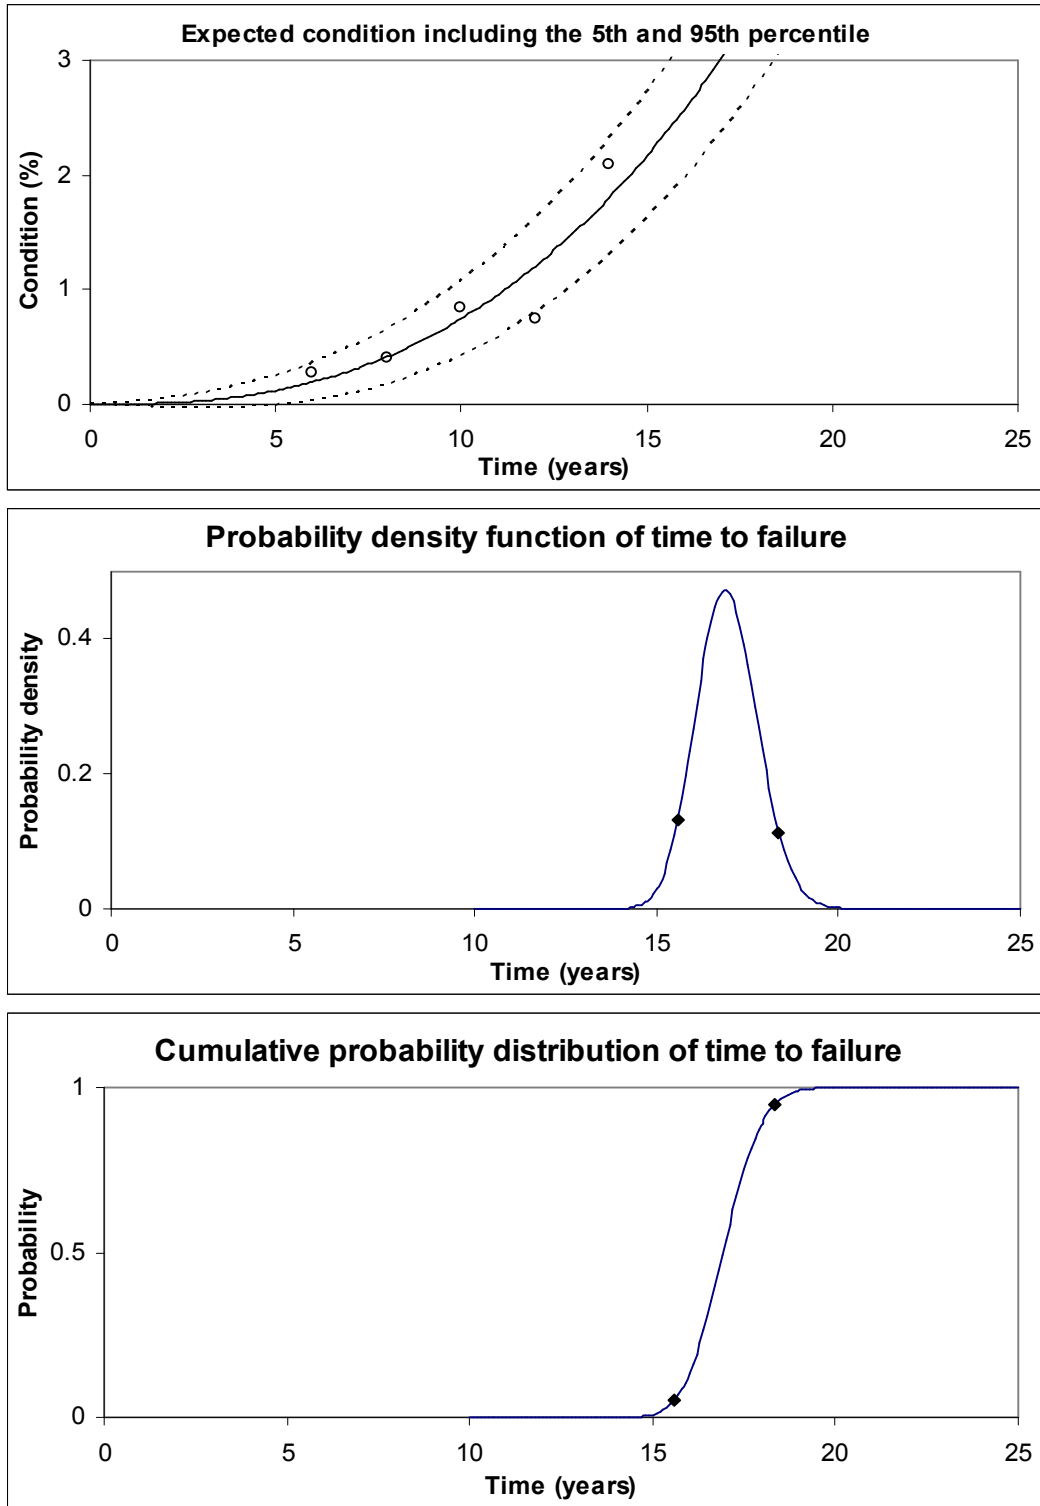 Expected condition including the 5th and 95th percentile
3
2
1
0
Condition (%)
0 5 10 15 20 25
Time (years)
Probability density function of time to failure
0.4
0.2
0
Probability density
0 5 10 15 20 25
Time (years)
Cumulative probability distribution of time to failure
1
0.5
0
Probability
0 5 10 15 20 25
Time (years)